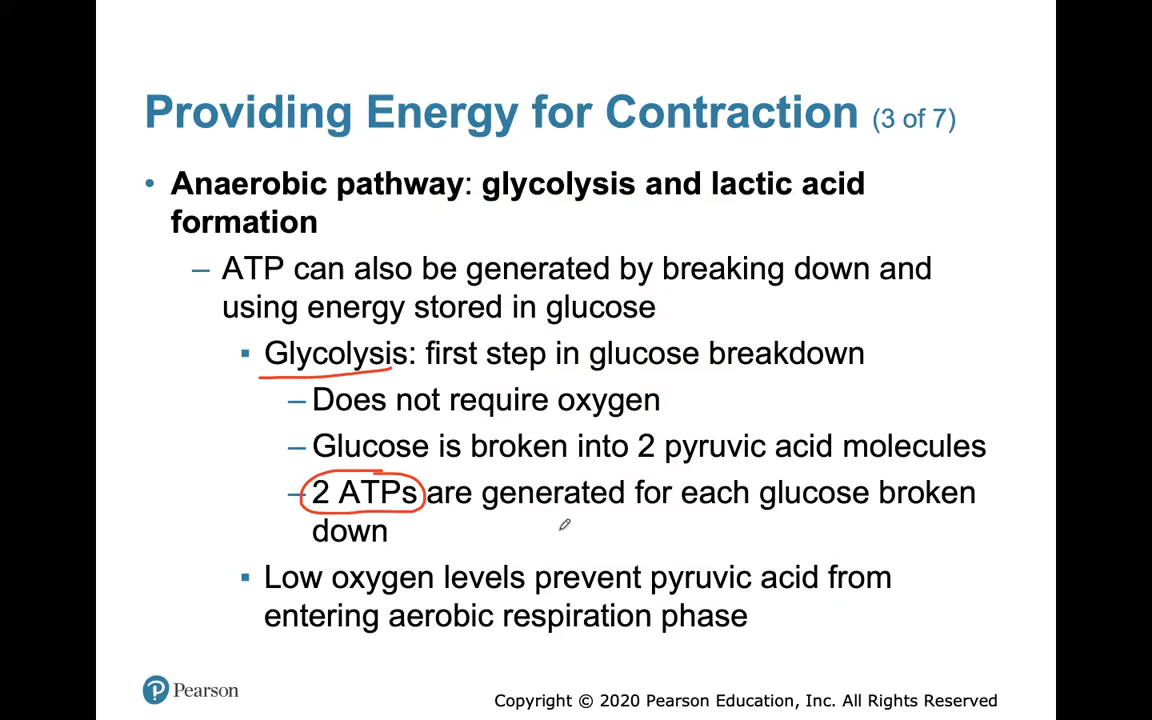 Providing Energy for Contraction (3 of 7)
• Anaerobic pathway: glycolysis and lactic acid
formation
– ATP can also be generated by breaking down and
using energy stored in glucose
▪ Glycolysis: first step in glucose breakdown
– Does not require oxygen
– Glucose is broken into 2 pyruvic acid molecules
– 2 ATPs are generated for each glucose broken
down
▪ Low oxygen levels prevent pyruvic acid from
entering aerobic respiration phase
P Pearson
Copyright © 2020 Pearson Education, Inc. All Rights Reserved